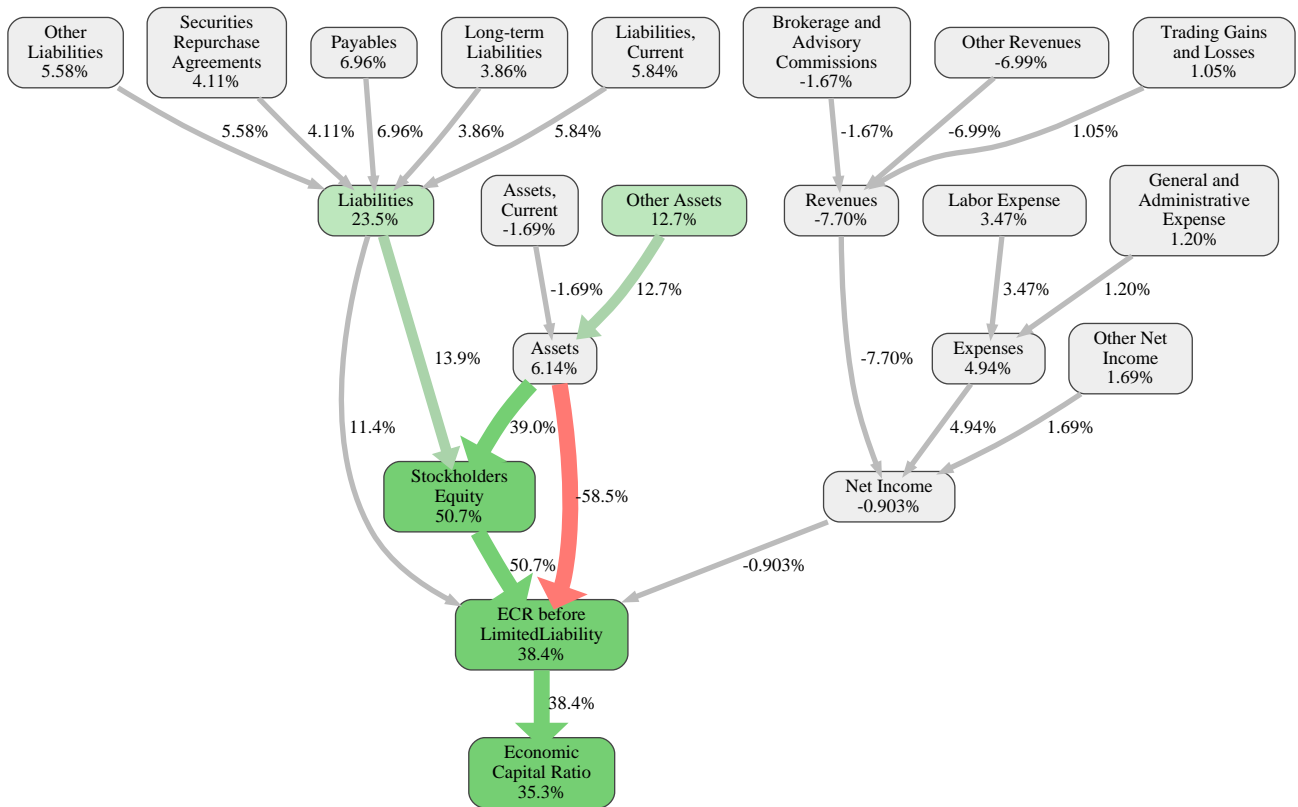 Other
Liabilities
5.58%
Securities
Repurchase
Agreements
4.11%
Payables
6.96%
Long-term
Liabilities
3.86%
Liabilities,
Current
5.84%
Brokerage and
Advisory
Commissions
-1.67%
Other Revenues
-6.99%
Trading Gains
and Losses
1.05%
5.58%
4.11%
6.96%
3.86%
5.84%
-1.67%
-6.99%
1.05%
Liabilities
23.5%
Assets,
Current
-1.69%
Other Assets
12.7%
Revenues
-7.70%
Labor Expense
3.47%
General and
Administrative
Expense
1.20%
-1.69%
12.7%
3.47%
1.20%
13.9%
Assets
6.14%
-7.70%
Expenses
4.94%
Other Net
Income
1.69%
11.4%
39.0%
4.94%
1.69%
Stockholders
Equity
50.7%
-58.5%
Net Income
-0.903%
50.7%
-0.903%
ECR before
LimitedLiability
38.4%
38.4%
Economic
Capital Ratio
35.3%